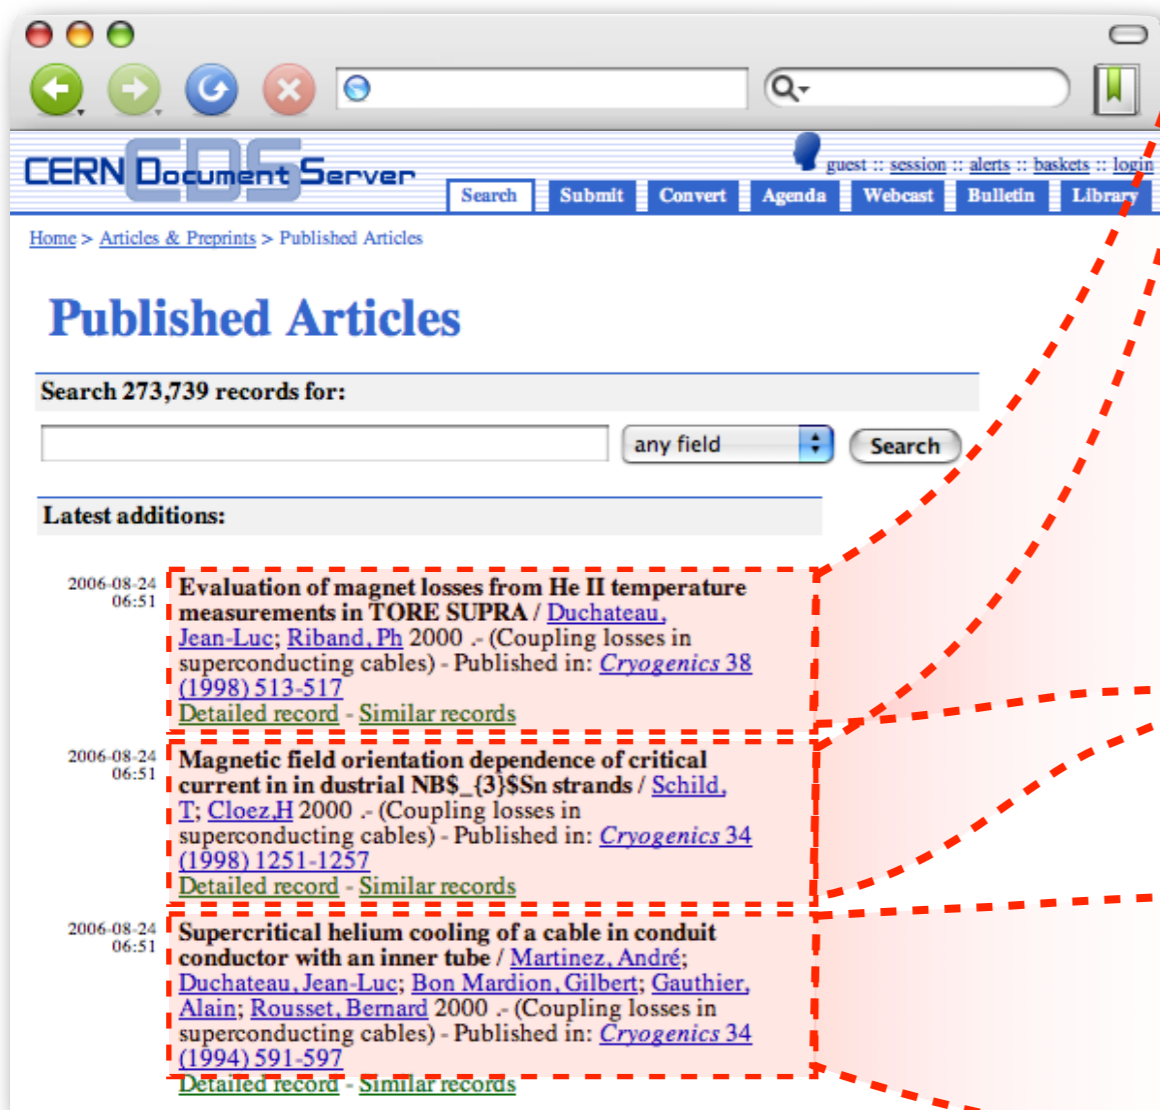 CERN Document Server
CDS
guest :: session :: alerts :: baskets :: login
Search Submit Convert Agenda Webcast Bulletin Library
Home > Articles & Preprints > Published Articles
Published Articles
Search 273,739 records for:
any field Search
Latest additions:
2006-08-24
06:51
Evaluation of magnet losses from He II temperature
measurements in TORE SUPRA / Duchateau,
Jean-Luc; Riband, Ph 2000 .- (Coupling losses in
superconducting cables) - Published in: Cryogenics 38
(1998) 513-517
Detailed record - Similar records
2006-08-24
06:51
Magnetic field orientation dependence of critical
current in in dustrial NB$_{3}$Sn strands / Schild,
T; Cloez,H 2000 .- (Coupling losses in
superconducting cables) - Published in: Cryogenics 34
(1998) 1251-1257
Detailed record - Similar records
2006-08-24
06:51
Supercritical helium cooling of a cable in conduit
conductor with an inner tube / Martinez, André;
Duchateau, Jean-Luc; Bon Mardion, Gilbert; Gauthier,
Alain; Rousset, Bernard 2000 .- (Coupling losses in
superconducting cables) - Published in: Cryogenics 34
(1994) 591-597
Detailed record - Similar records